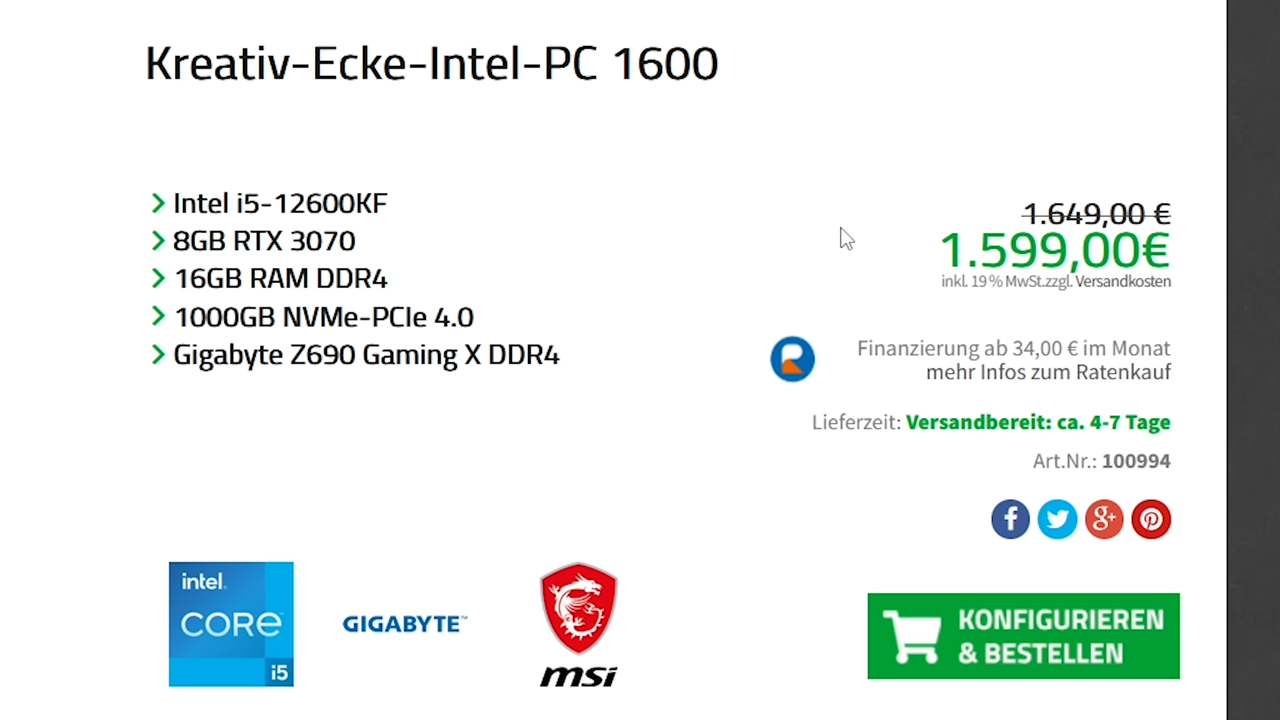 Kreativ-Ecke-Intel-PC 1600
Intel i5-12600KF
8GB RTX 3070
16GB RAM DDR4
1000GB NVMe-PCIe 4.0
Gigabyte Z690 Gaming X DDR4
1.649,00 €
1.599,00€
inkl. 19 % MwSt.zzgl. Versandkosten
Finanzierung ab 34,00 € im Monat
mehr Infos zum Ratenkauf
Lieferzeit: Versandbereit: ca. 4-7 Tage
Art.Nr.: 100994
intel.
CORE™
i5
GIGABYTE™
msi
KONFIGURIEREN
& BESTELLEN